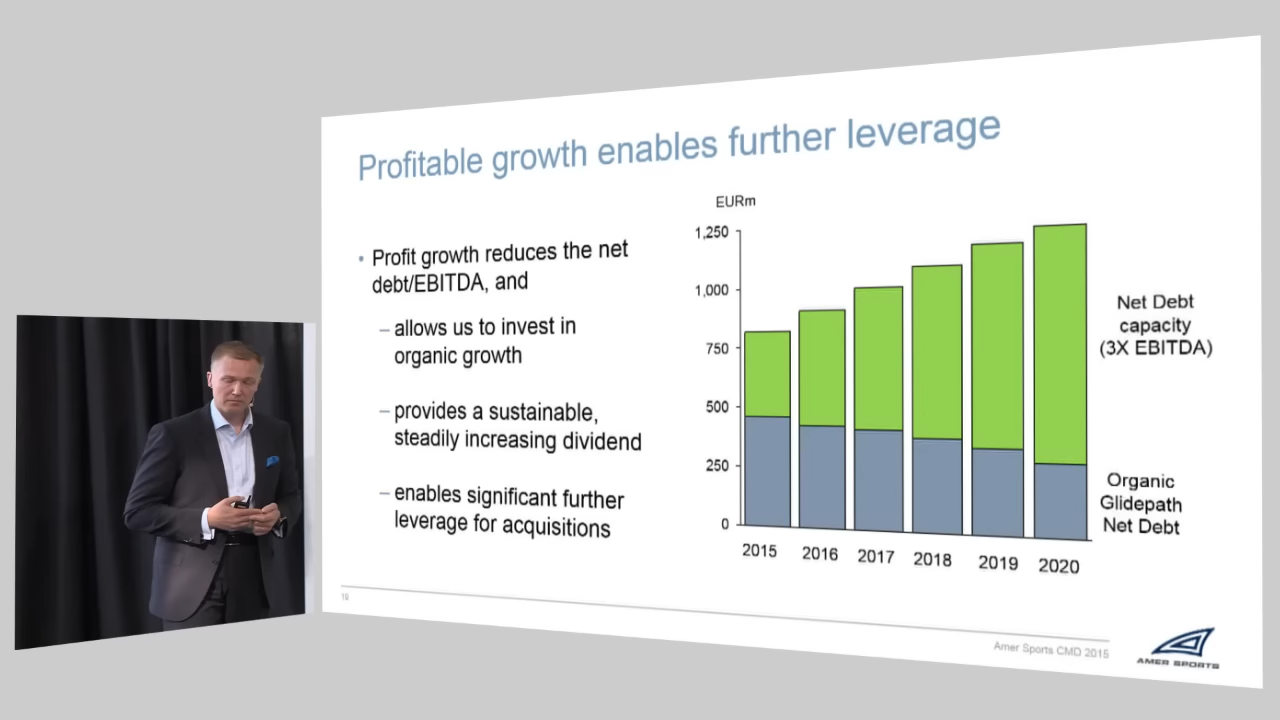 Profitable growth enables further leverage
• Profit growth reduces the net
debt/EBITDA, and
– allows us to invest in
organic growth
– provides a sustainable,
steadily increasing dividend
– enables significant further
leverage for acquisitions
EURm
1,250
1,000
750
500
250
0
2015 2016 2017 2018 2019 2020
Net Debt
capacity
(3X EBITDA)
Organic
Glidepath
Net Debt
Amer Sports CMD 2015
AMER SPORTS